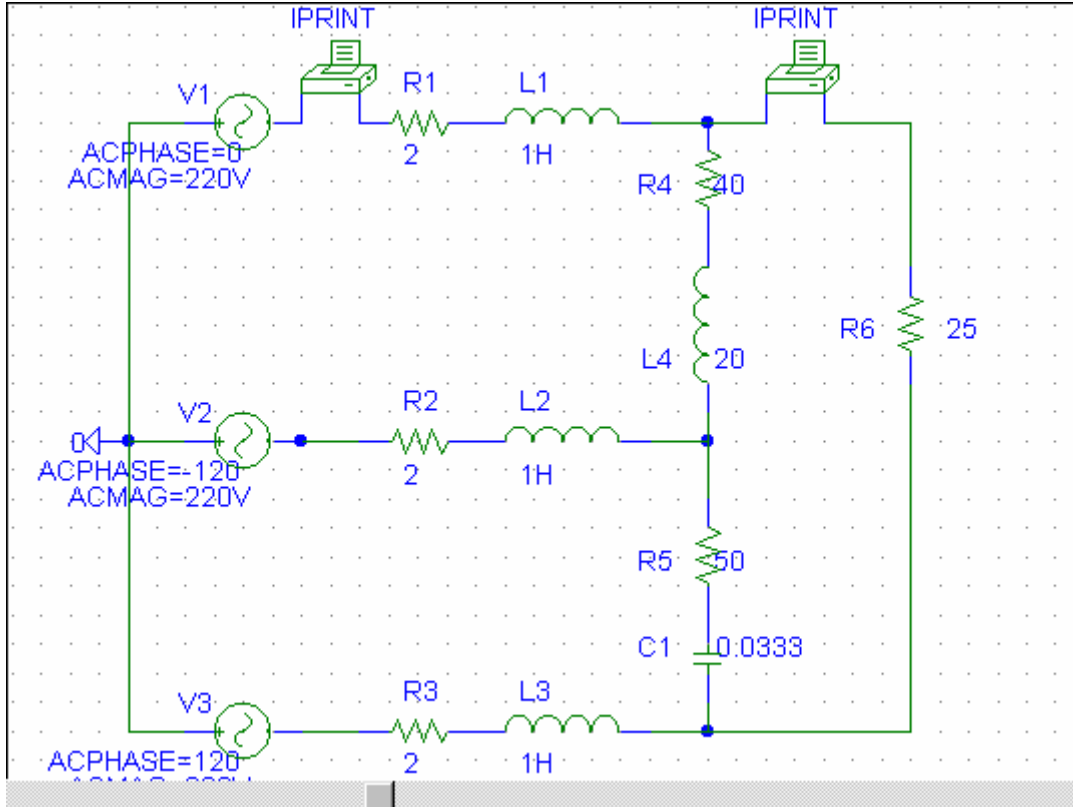 IPRINT
IPRINT
V1
R1
L1
ACPHASE=0
2
1H
ACMAG=220V
R4
40
R6
25
L4
20
V2
R2
L2
0
ACPHASE=-120
2
1H
ACMAG=220V
R5
50
C1
0.0333
V3
R3
L3
ACPHASE=120
2
1H